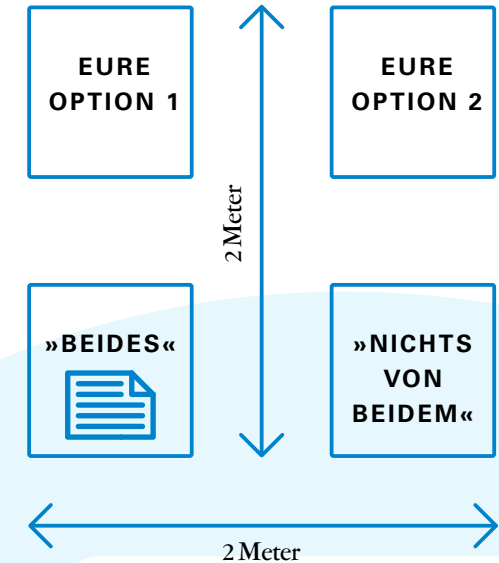 EURE
OPTION 1
EURE
OPTION 2
2 Meter
»BEIDES«
»NICHTS
VON
BEIDEM«
2 Meter